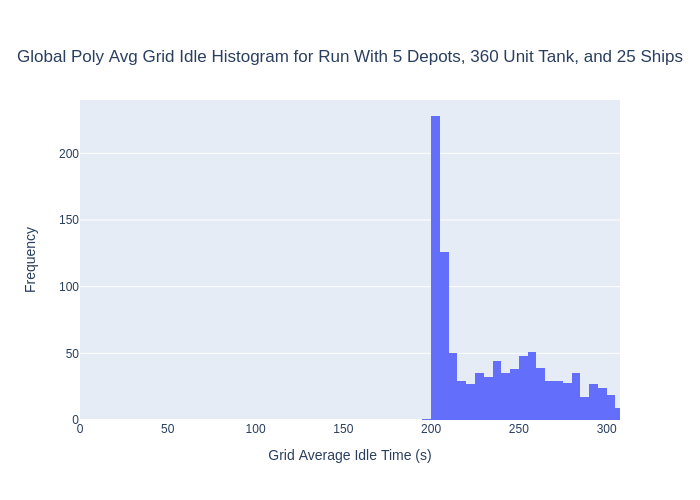 Global Poly Avg Grid Idle Histogram for Run With 5 Depots, 360 Unit Tank, and 25 Ships
200
150
100
50
0
Frequency
0 50 100 150 200 250 300
Grid Average Idle Time (s)